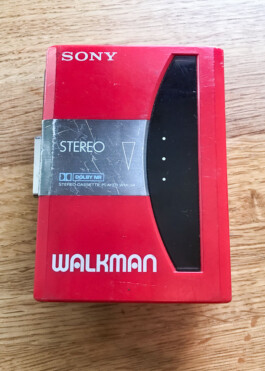 SONY
STEREO
DOLBY NR
STEREO CASSETTE PLAYER
WALKMAN